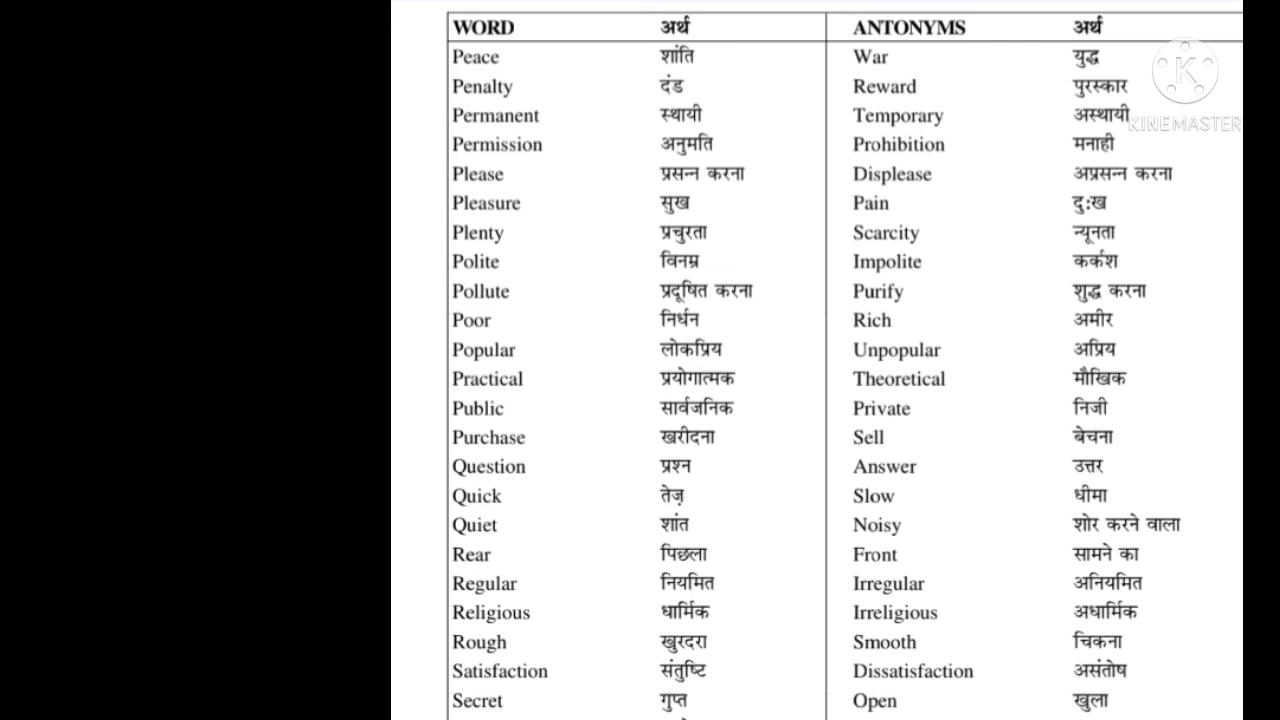 WORD अर्थ ANTONYMS अर्थ
Peace शांति War युद्ध
Penalty दंड Reward पुरस्कार
Permanent स्थायी Temporary अस्थायी
KINEMASTER
Permission अनुमति Prohibition मनाही
Please प्रसन्न करना Displease अप्रसन्न करना
Pleasure सुख Pain दुःख
Plenty प्रचुरता Scarcity न्यूनता
Polite विनम्र Impolite कर्कश
Pollute प्रदूषित करना Purify शुद्ध करना
Poor निर्धन Rich अमीर
Popular लोकप्रिय Unpopular अप्रिय
Practical प्रयोगात्मक Theoretical मौखिक
Public सार्वजनिक Private निजी
Purchase खरीदना Sell बेचना
Question प्रश्न Answer उत्तर
Quick तेज़ Slow धीमा
Quiet शांत Noisy शोर करने वाला
Rear पिछला Front सामने का
Regular नियमित Irregular अनियमित
Religious धार्मिक Irreligious अधार्मिक
Rough खुरदरा Smooth चिकना
Satisfaction संतुष्टि Dissatisfaction असंतोष
Secret गुप्त Open खुला